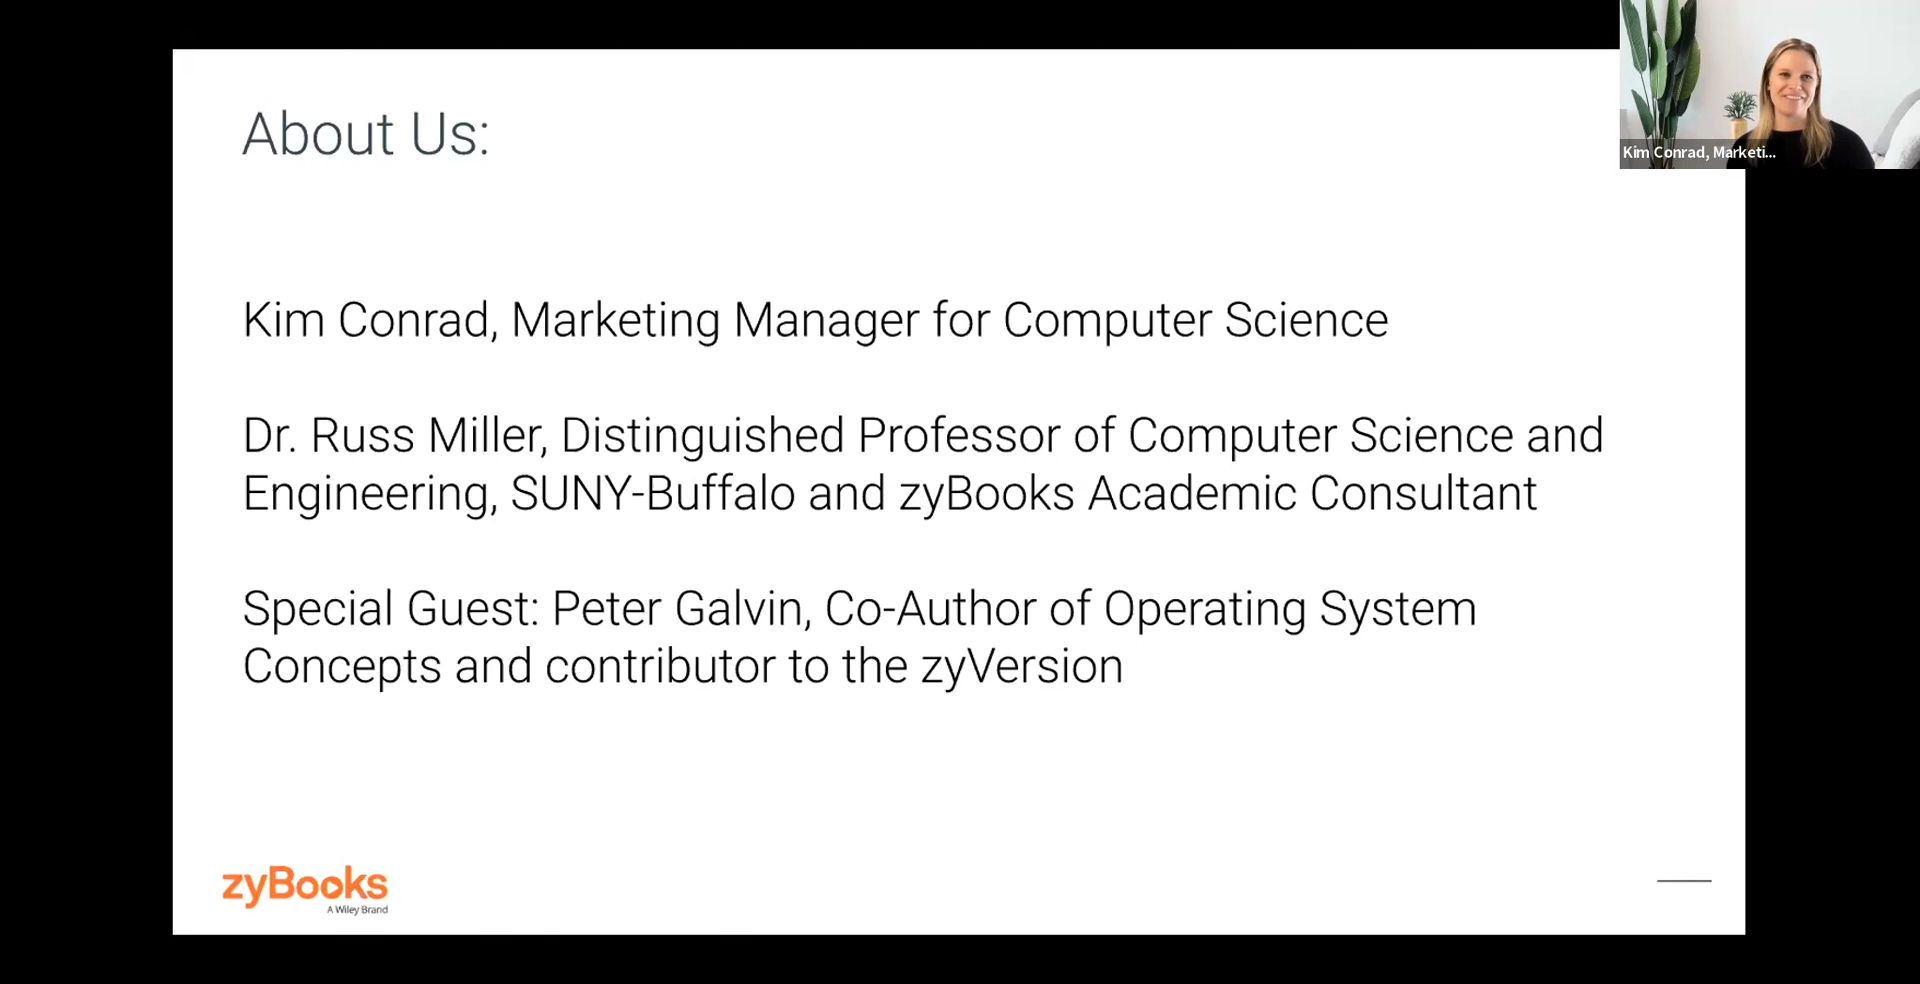 About Us:
Kim Conrad, Marketi...
Kim Conrad, Marketing Manager for Computer Science
Dr. Russ Miller, Distinguished Professor of Computer Science and
Engineering, SUNY-Buffalo and zyBooks Academic Consultant
Special Guest: Peter Galvin, Co-Author of Operating System
Concepts and contributor to the zyVersion
zyBooks
A Wiley Brand